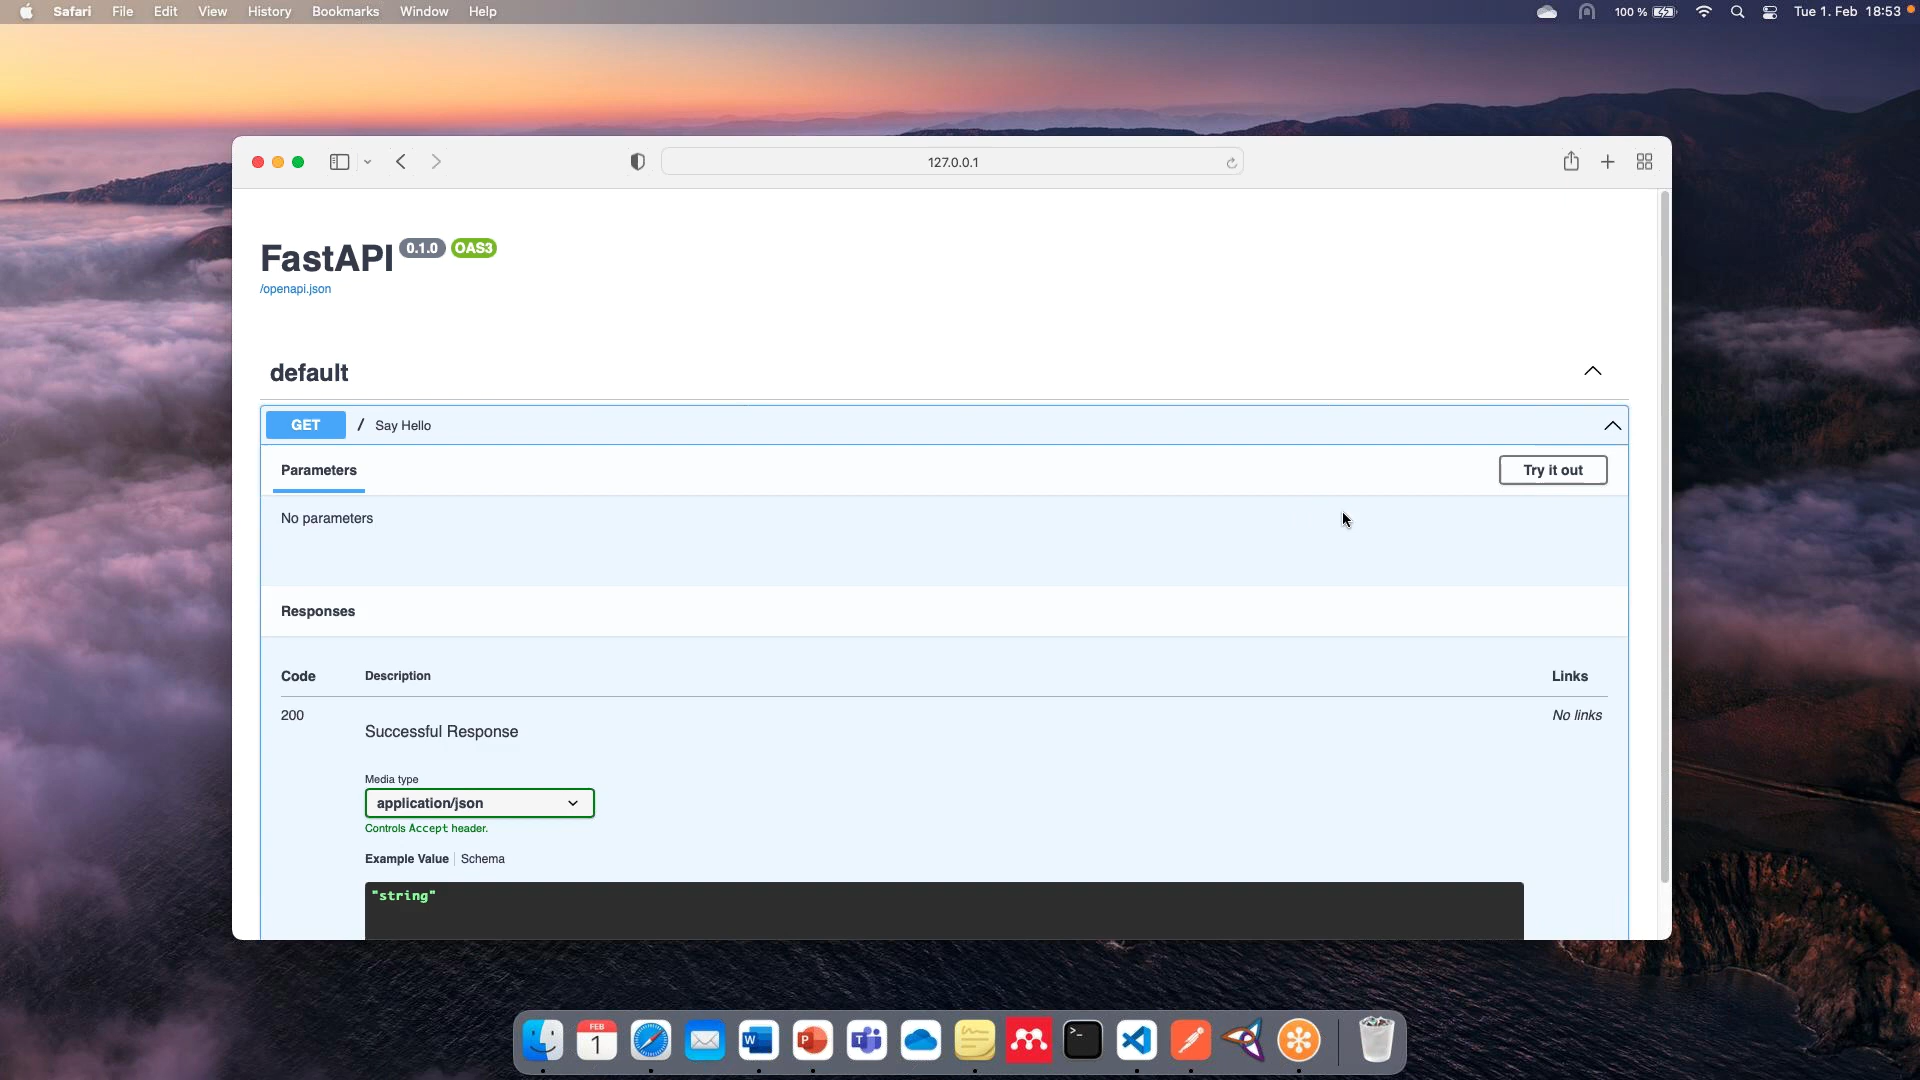 Safari File Edit View History Bookmarks Window Help 100 % Tue 1. Feb 18:53
127.0.0.1
FastAPI 0.1.0 OAS3
/openapi.json
default
GET / Say Hello
Parameters Try it out
No parameters
Responses
Code Description Links
200 No links
Successful Response
Media type
application/json
Controls Accept header.
Example Value Schema
"string"
FEB
1
W
P
T
>_